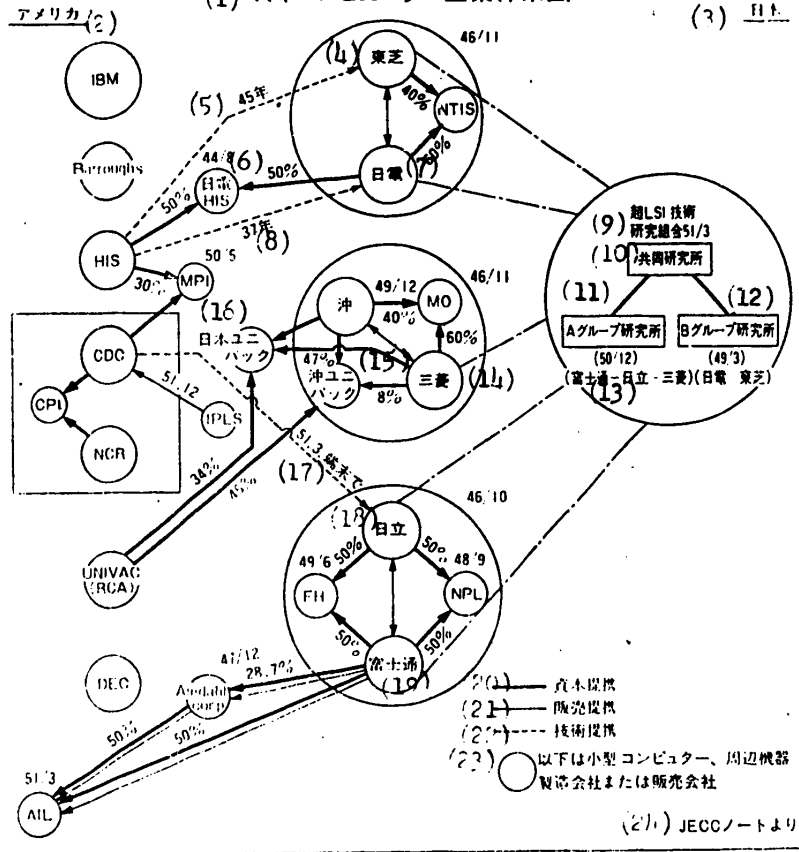 (1)
アメリカ (2)
(3) 日本
46/11
(4) 東芝
IBM
40%
(5) 45年
NTIS
Burroughs
44/8 (6)
50%
日電 (7)
日電
HIS
50%
37年
(8)
(9) 超LSI技術
研究組合51/3
(10) 共同研究所
HIS
50/5
30%
MPI
46/11
(11)
(12)
(16)
沖
49/12
40%
MO
Aグループ研究所
Bグループ研究所
日本ユニ
バック
(50/12)
(49/3)
CDC
60%
(富士通-日立-三菱)(日電 東芝)
(13)
47%
(15)
三菱 (14)
沖ユニ
バック
8%
51.12
CPI
IPLS
NCR
51.3.端末で
(17)
34%
45%
46/10
(18) 日立
50%
50%
49/6
48/9
UNIVAC
(RCA)
FH
NPL
50%
50%
47/12
28.7%
富士通
(19)
DEC
Amdahl
corp
(20) 資本提携
(21) 販売提携
50%
50%
(22) 技術提携
(23) 以下は小型コンピュター、周辺機器
製造会社または販売会社
51/3
AIL
(24) JECCノートより